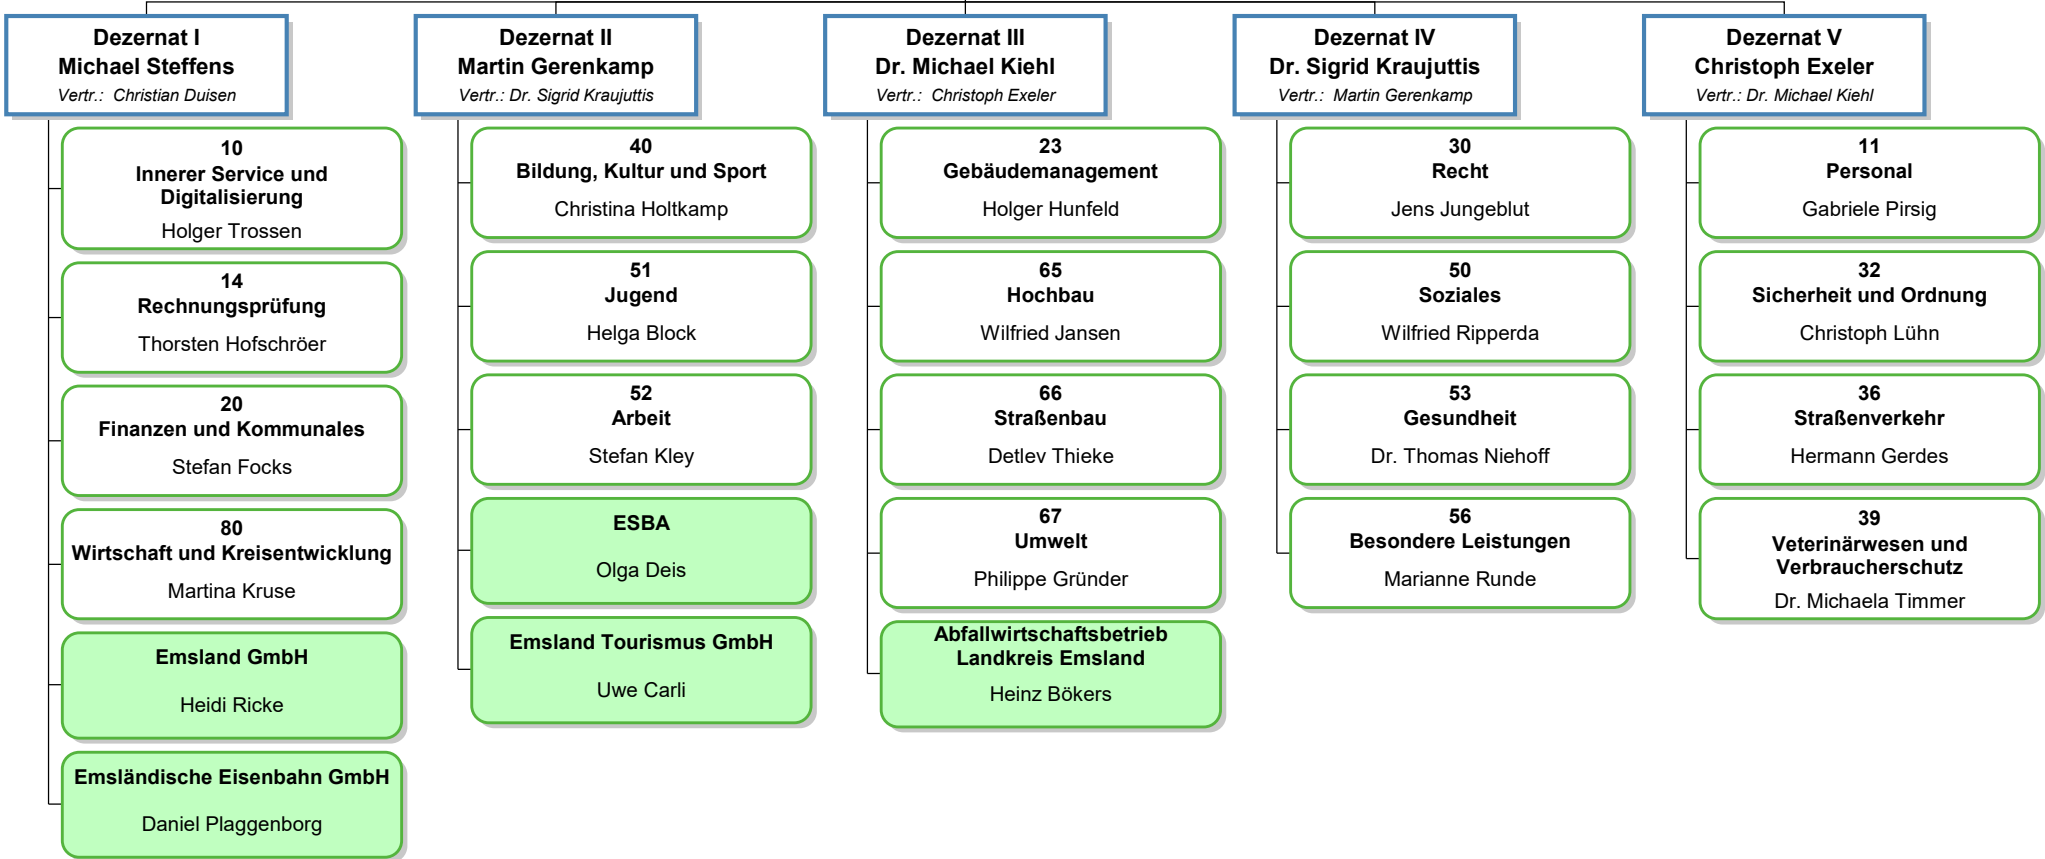 Dezernat I
Michael Steffens
Vertr.: Christian Duisen
10
Innerer Service und
Digitalisierung
Holger Trossen
14
Rechnungsprüfung
Thorsten Hofschröer
20
Finanzen und Kommunales
Stefan Focks
80
Wirtschaft und Kreisentwicklung
Martina Kruse
Emsland GmbH
Heidi Ricke
Emsländische Eisenbahn GmbH
Daniel Plaggenborg
Dezernat II
Martin Gerenkamp
Vertr.: Dr. Sigrid Kraujuttis
40
Bildung, Kultur und Sport
Christina Holtkamp
51
Jugend
Helga Block
52
Arbeit
Stefan Kley
ESBA
Olga Deis
Emsland Tourismus GmbH
Uwe Carli
Dezernat III
Dr. Michael Kiehl
Vertr.: Christoph Exeler
23
Gebäudemanagement
Holger Hunfeld
65
Hochbau
Wilfried Jansen
66
Straßenbau
Detlev Thieke
67
Umwelt
Philippe Gründer
Abfallwirtschaftsbetrieb
Landkreis Emsland
Heinz Bökers
Dezernat IV
Dr. Sigrid Kraujuttis
Vertr.: Martin Gerenkamp
30
Recht
Jens Jungeblut
50
Soziales
Wilfried Ripperda
53
Gesundheit
Dr. Thomas Niehoff
56
Besondere Leistungen
Marianne Runde
Dezernat V
Christoph Exeler
Vertr.: Dr. Michael Kiehl
11
Personal
Gabriele Pirsig
32
Sicherheit und Ordnung
Christoph Lühn
36
Straßenverkehr
Hermann Gerdes
39
Veterinärwesen und
Verbraucherschutz
Dr. Michaela Timmer